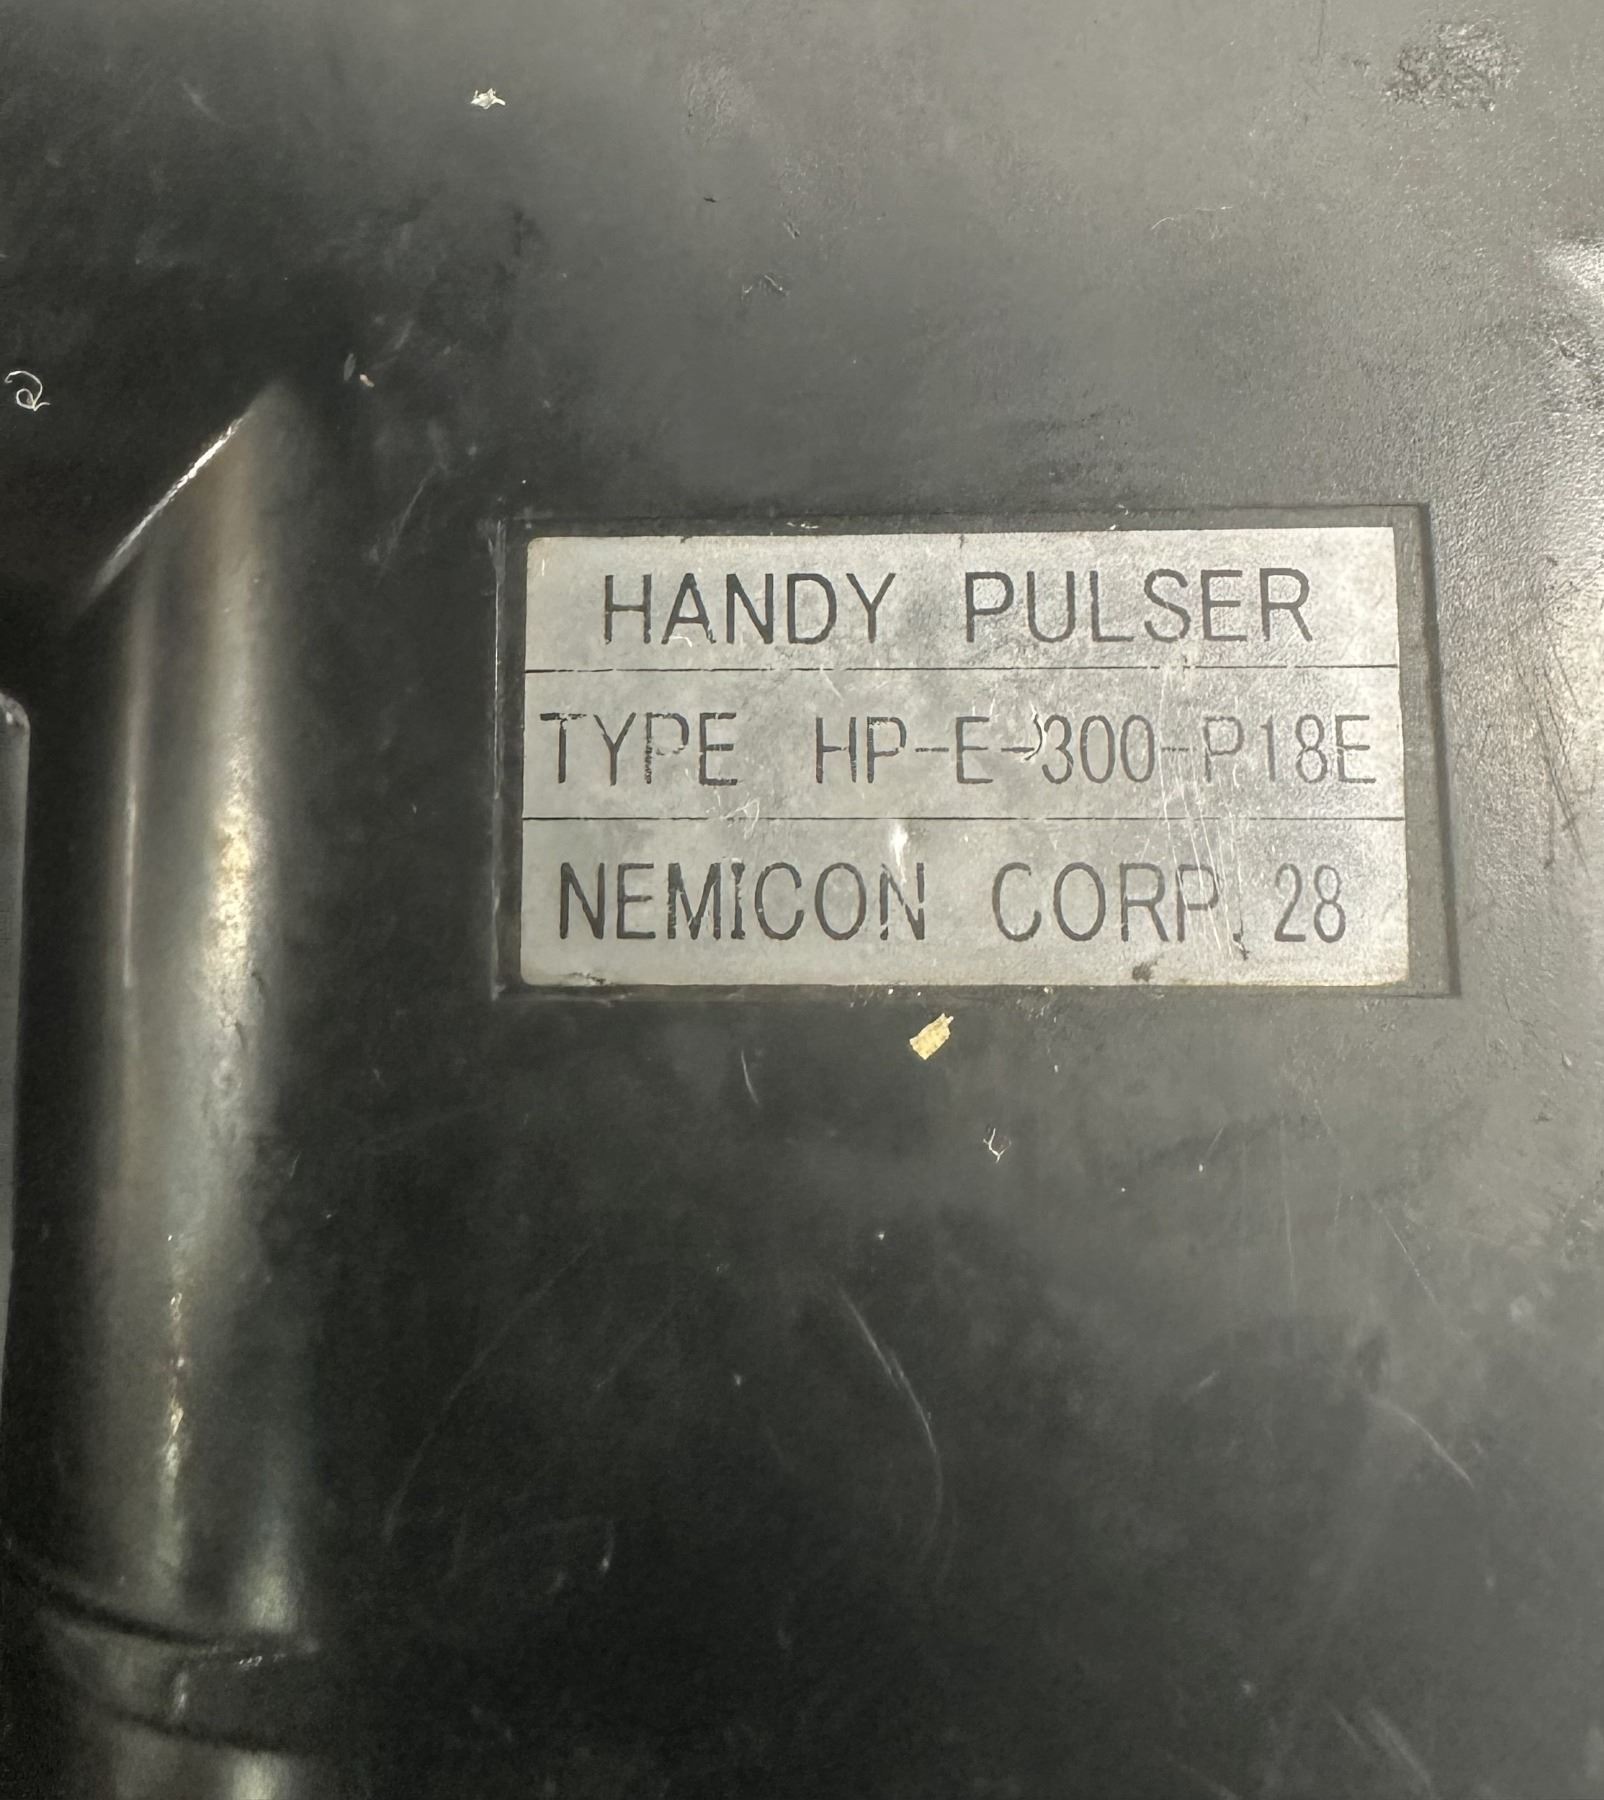 HANDY PULSER
TYPE HP-E-300-P18E
NEMICON CORP. 28